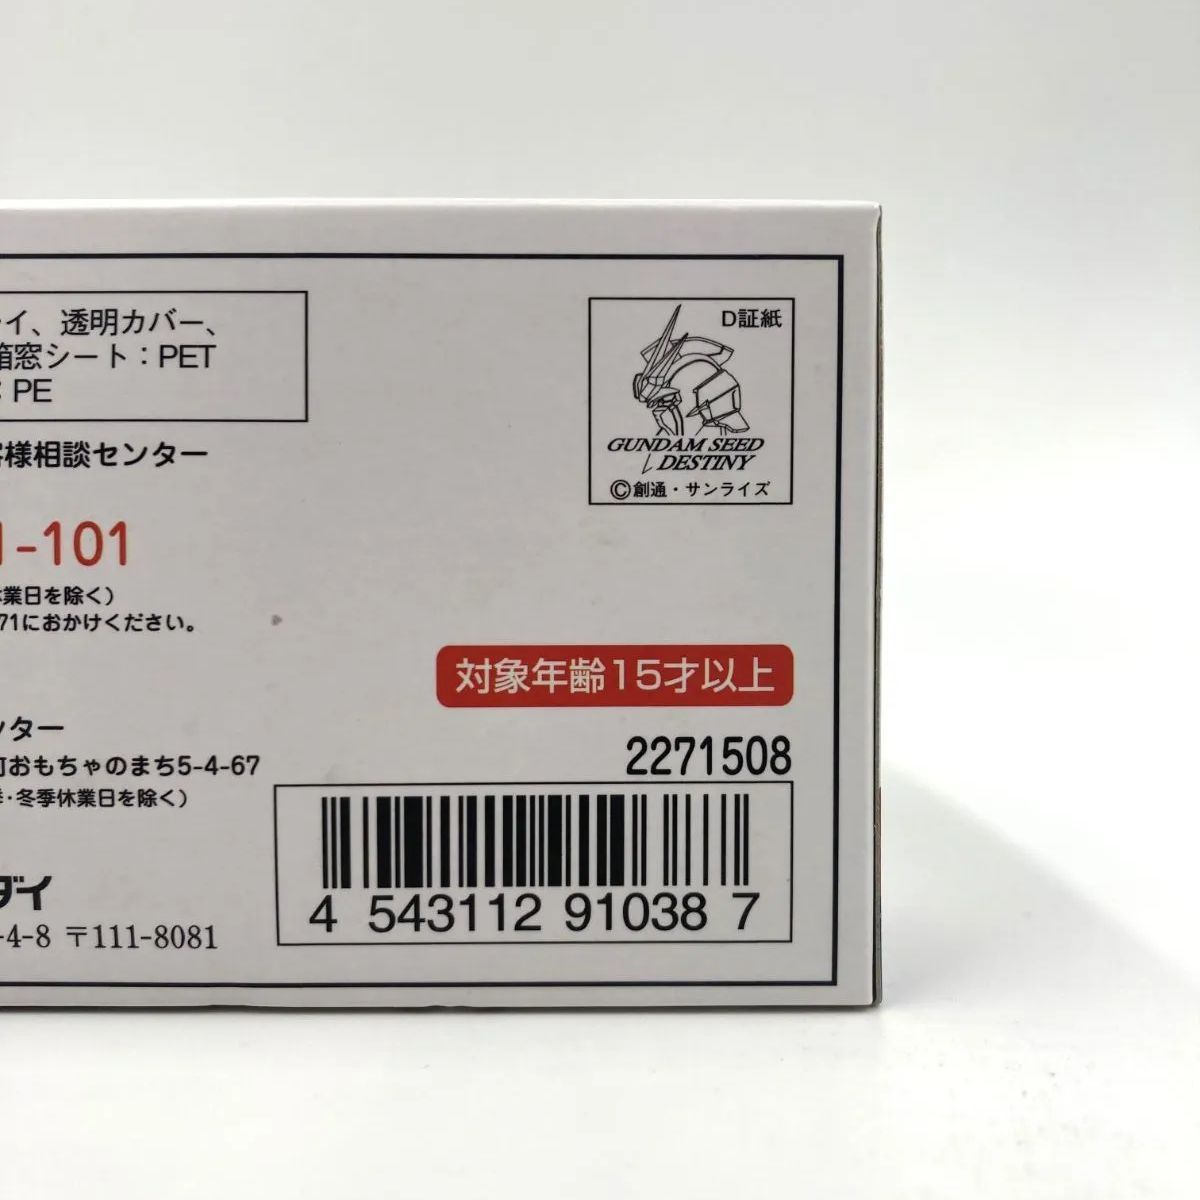 イ、透明カバー、
箱窓シート：PET
：PE
客様相談センター
1-101
休業日を除く）
71におかけください。
ンター
町おもちゃのまち5-4-67
季・冬季休業日を除く）
ダイ
-4-8 〒111-8081
D証紙
GUNDAM SEED
DESTINY
©創通・サンライズ
対象年齢15才以上
2271508
4 543112 910387